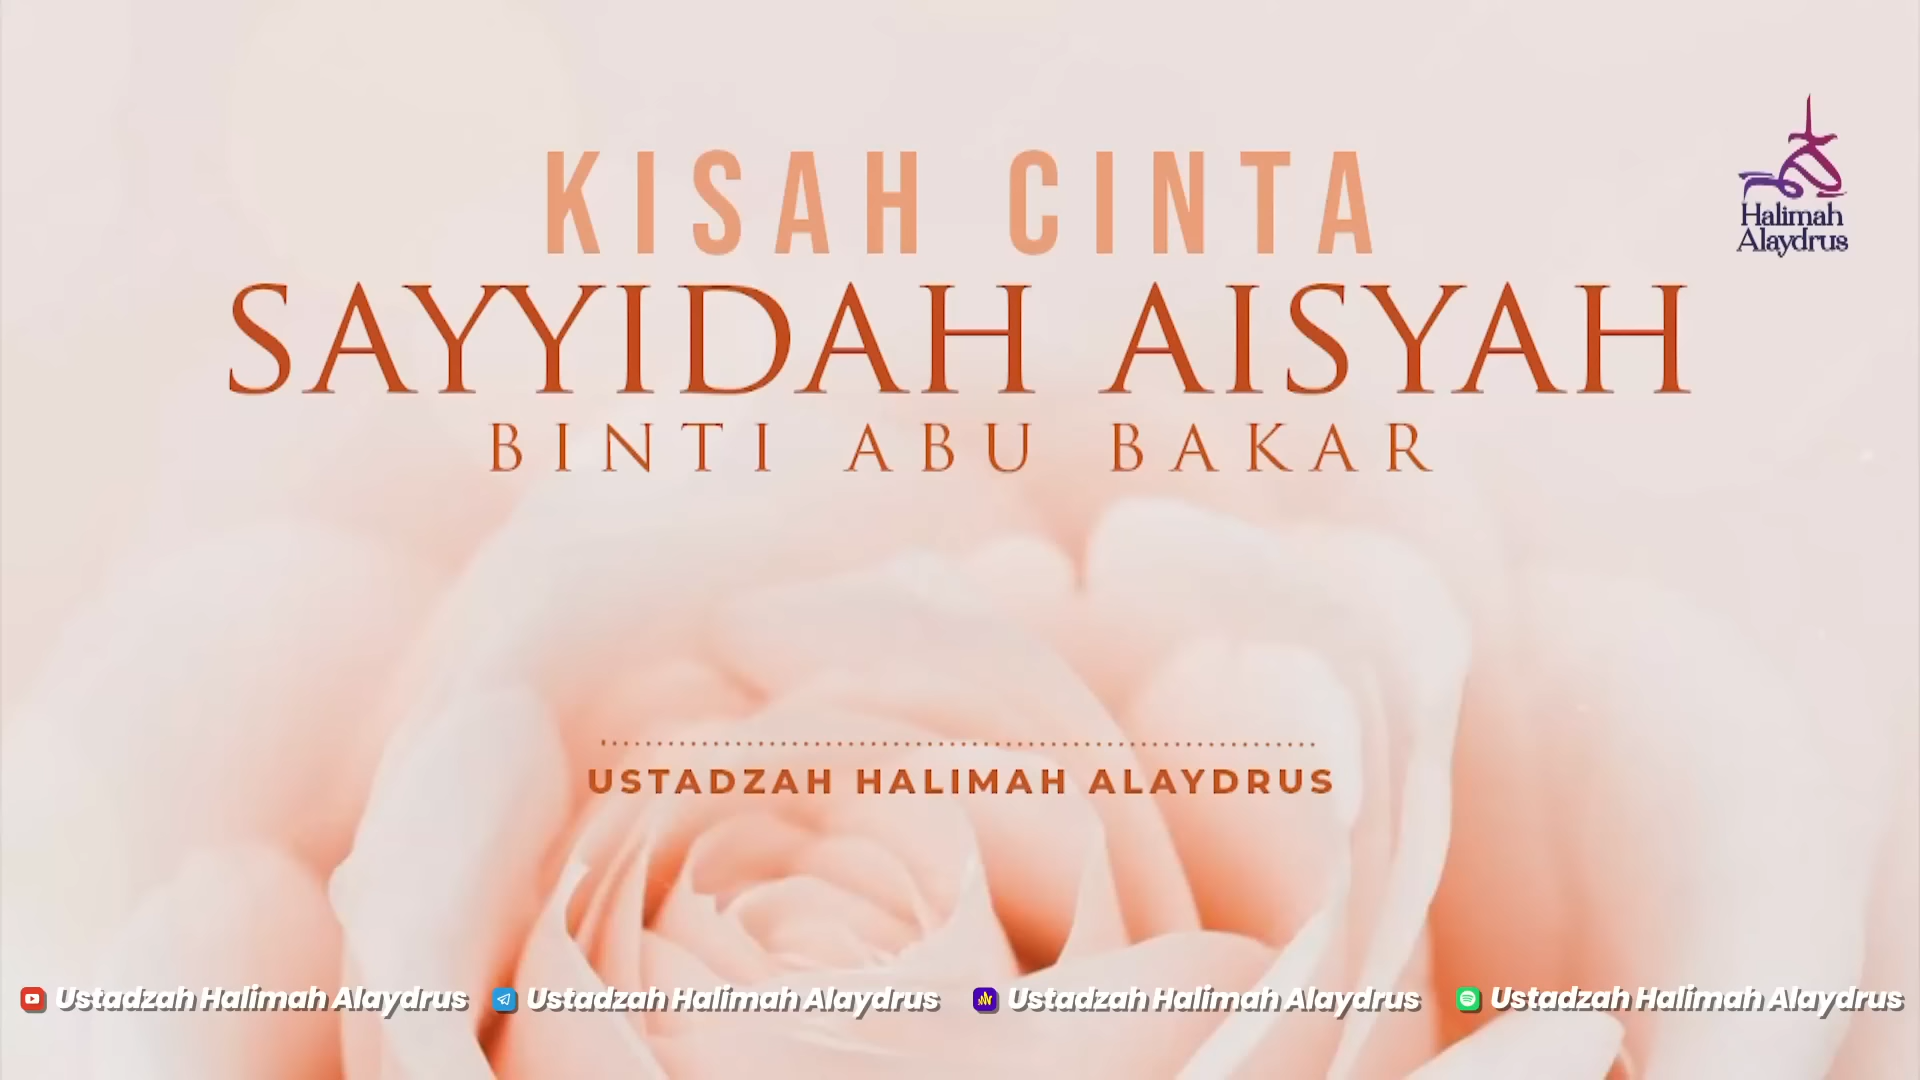 KISAH CINTA
Halimah
Alaydrus
SAYYIDAH AISYAH
BINTI ABU BAKAR
USTADZAH HALIMAH ALAYDRUS
Ustadzah Halimah Alaydrus Ustadzah Halimah Alaydrus Ustadzah Halimah Alaydrus Ustadzah Halimah Alaydrus